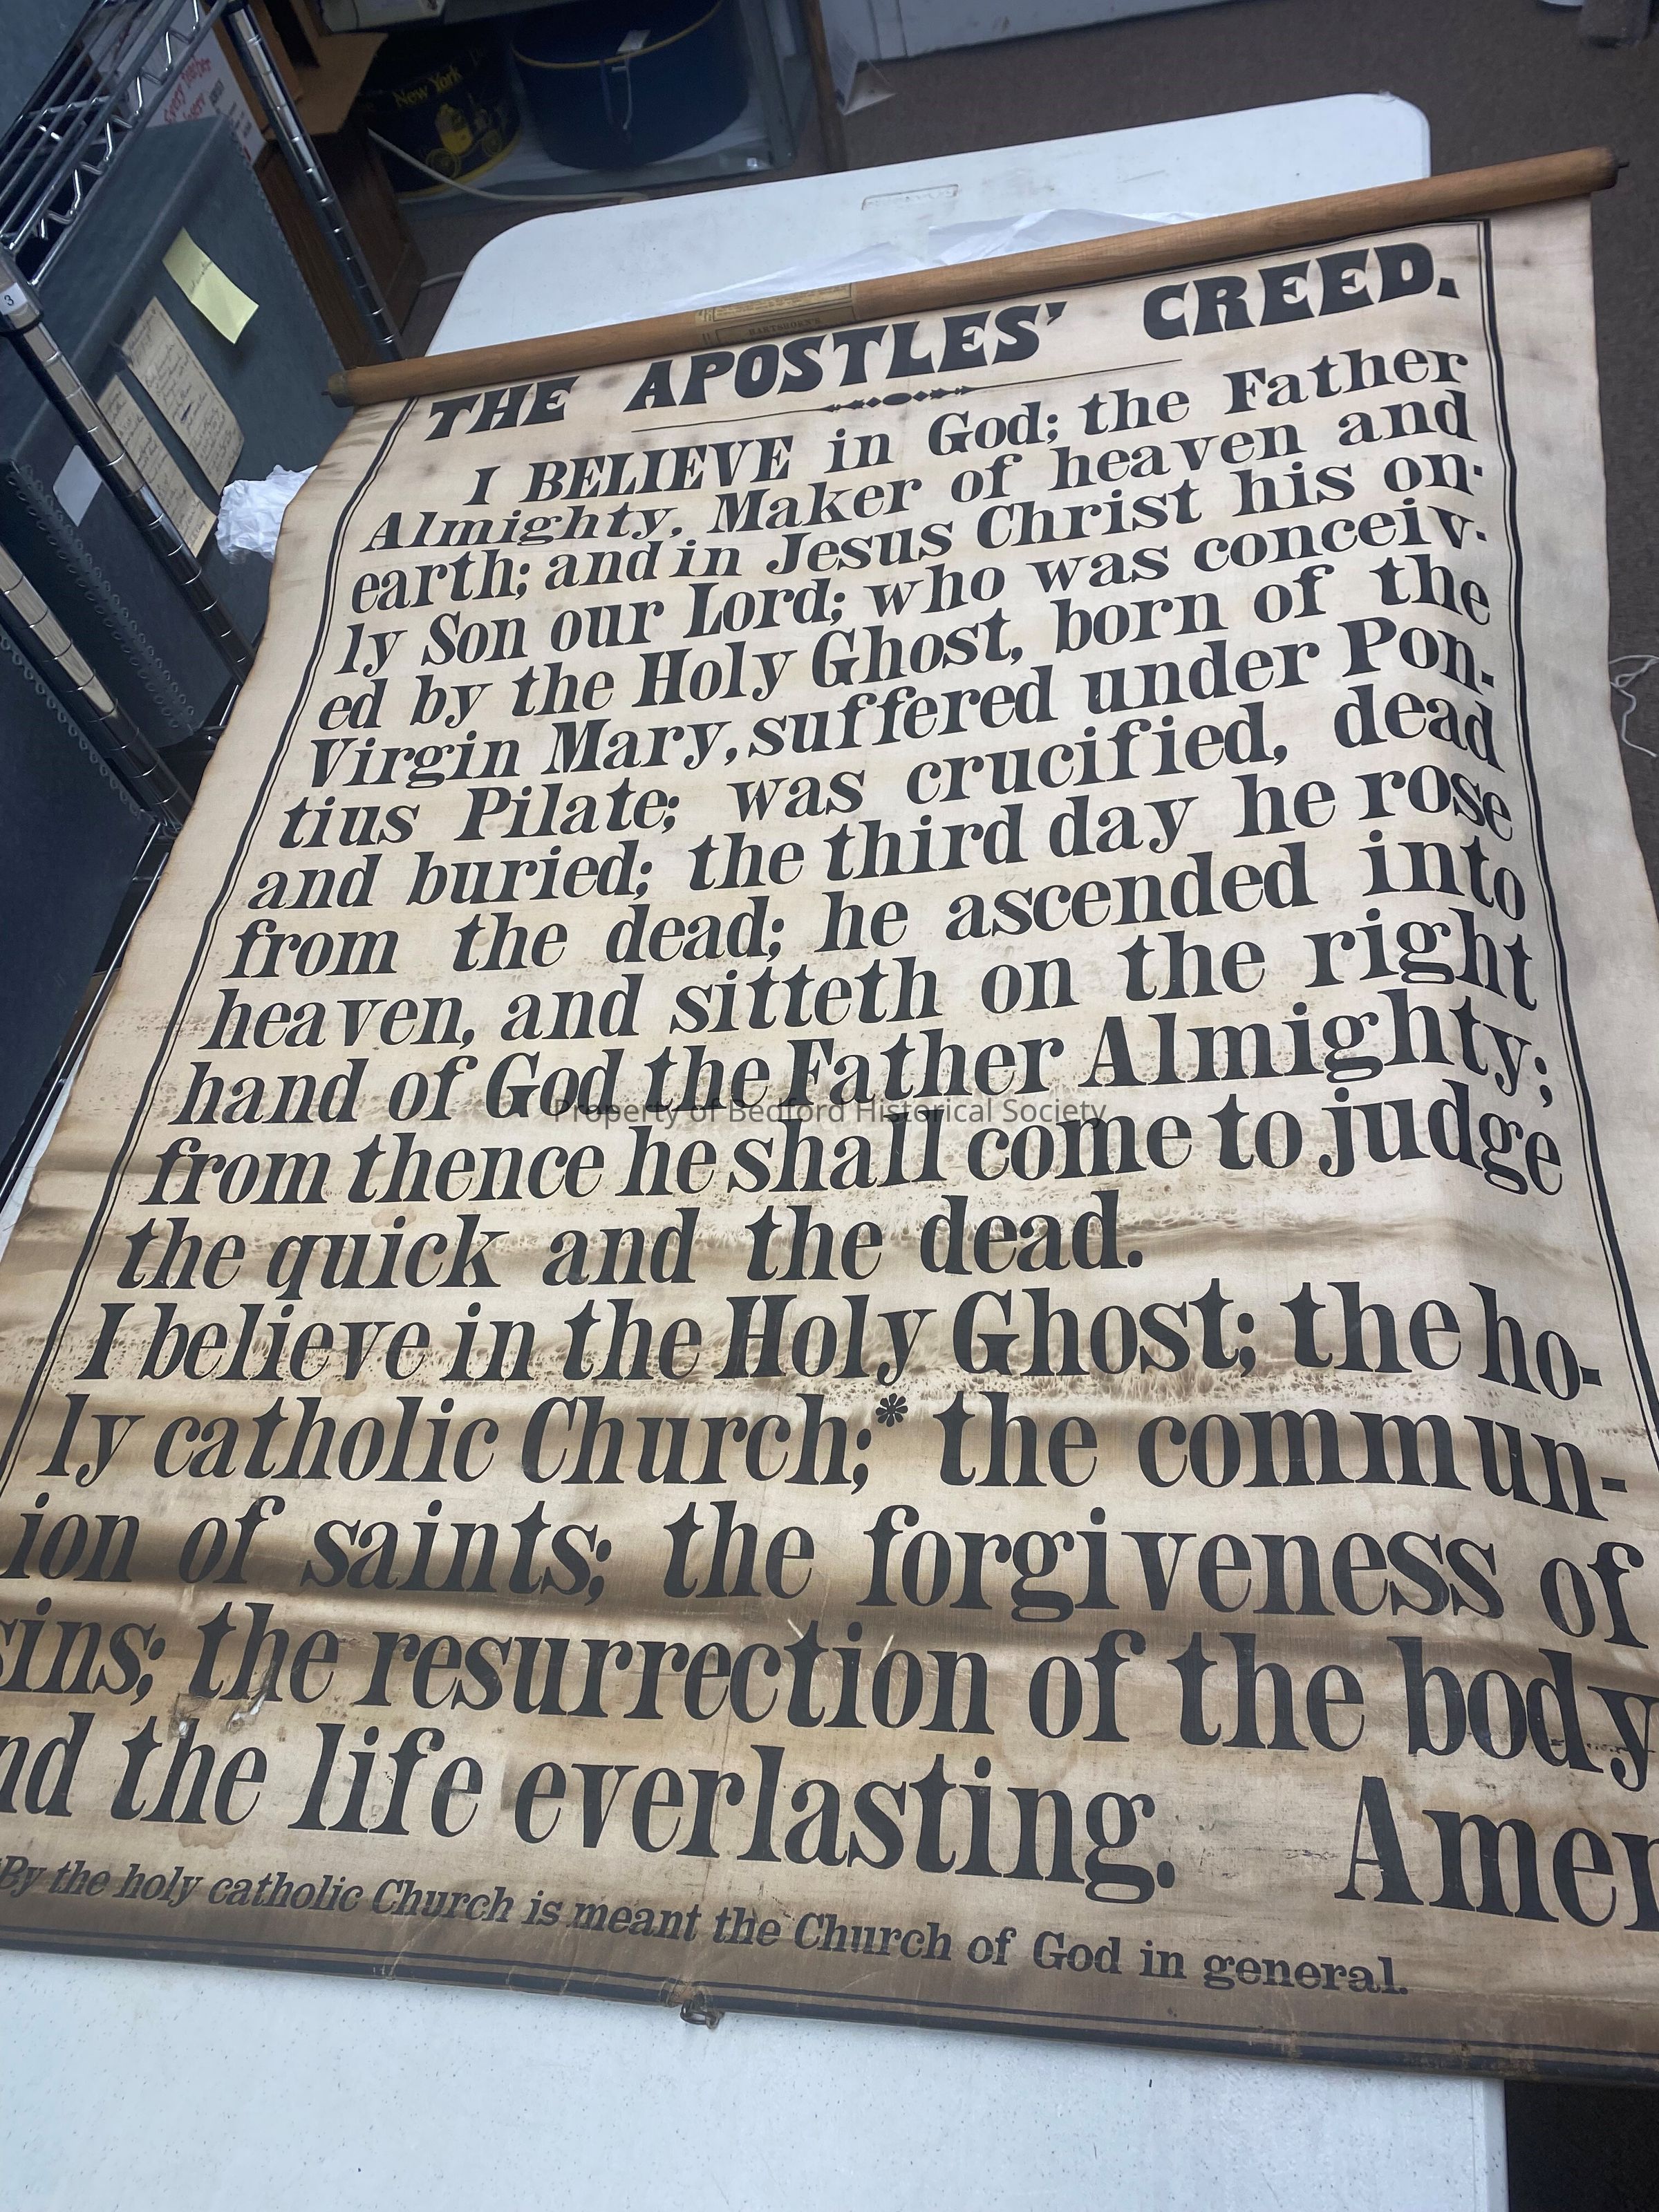 New York
3
HARTSHORN'S
THE APOSTLES' CREED.
I BELIEVE in God; the Father
Almighty, Maker of heaven and
earth; and in Jesus Christ his on-
ly Son our Lord; who was conceiv-
ed by the Holy Ghost, born of the
Virgin Mary, suffered under Pon-
tius Pilate; was crucified, dead
and buried; the third day he rose
from the dead; he ascended into
heaven, and sitteth on the right
hand of God the Father Almighty;
Property of Bedford Historical Society
from thence he shall come to judge
the quick and the dead.
I believe in the Holy Ghost; the ho-
ly catholic Church;* the commun-
ion of saints; the forgiveness of
sins; the resurrection of the body
nd the life everlasting. Amen
By the holy catholic Church is meant the Church of God in general.